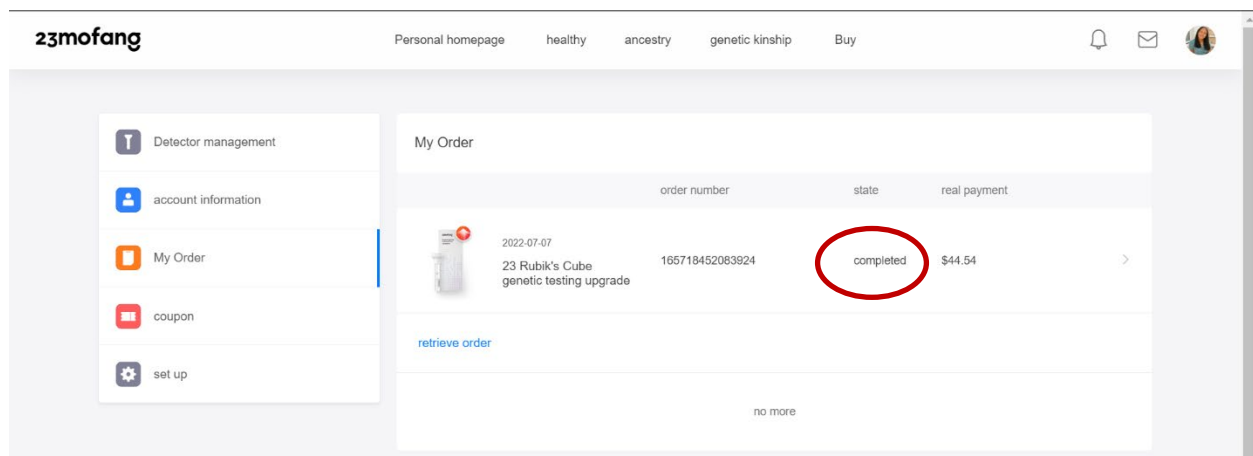 23mofang
Personal homepage healthy ancestry genetic kinship Buy
Detector management
account information
My Order
coupon
set up
My Order
order number state real payment
2022-07-07
23 Rubik's Cube
genetic testing upgrade
165718452083924 completed $44.54
retrieve order
no more